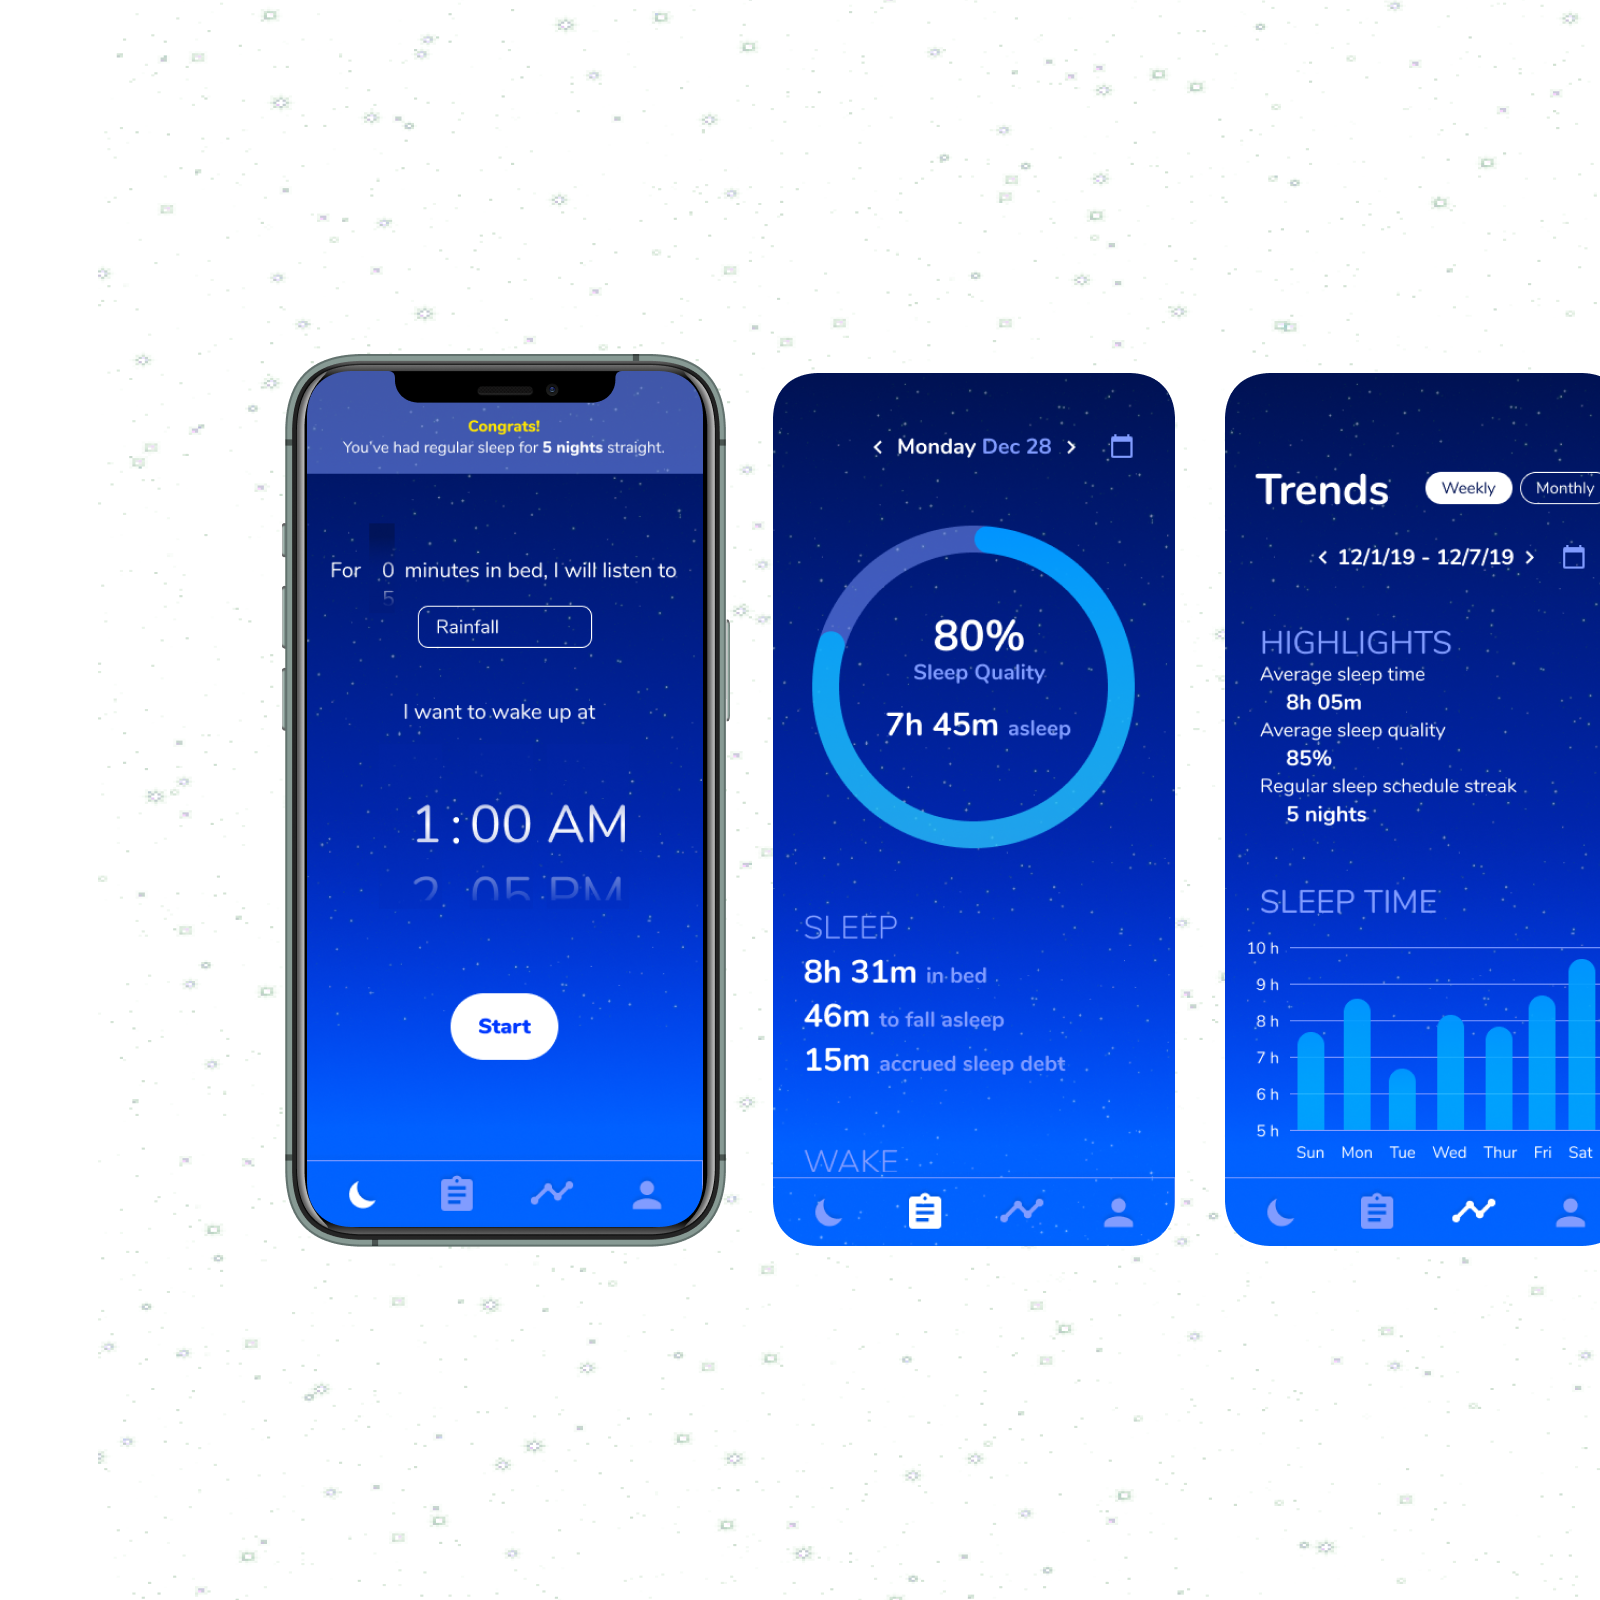 Congrats!
You've had regular sleep for 5 nights straight.
For 0 minutes in bed, I will listen to
5
Rainfall
I want to wake up at
1:00 AM
2 05 PM
Start
Monday Dec 28
80%
Sleep Quality
7h 45m asleep
SLEEP
8h 31m in bed
46m to fall asleep
15m accrued sleep debt
WAKE
Trends
Weekly
Monthly
12/1/19 - 12/7/19
HIGHLIGHTS
Average sleep time
8h 05m
Average sleep quality
85%
Regular sleep schedule streak
5 nights
SLEEP TIME
10 h
9 h
8 h
7 h
6 h
5 h
Sun Mon Tue Wed Thur Fri Sat